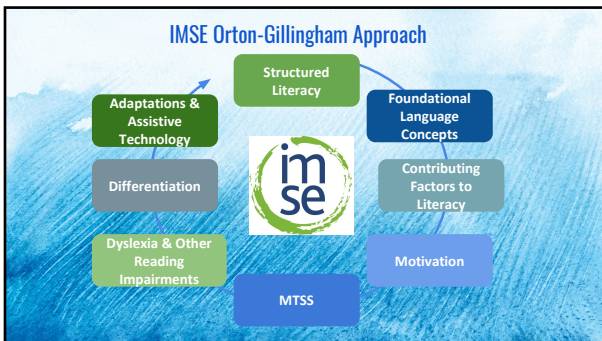 IMSE Orton-Gillingham Approach
Structured
Literacy
Foundational
Language
Concepts
Contributing
Factors to
Literacy
Motivation
MTSS
Dyslexia & Other
Reading
Impairments
Differentiation
Adaptations &
Assistive
Technology
im
se